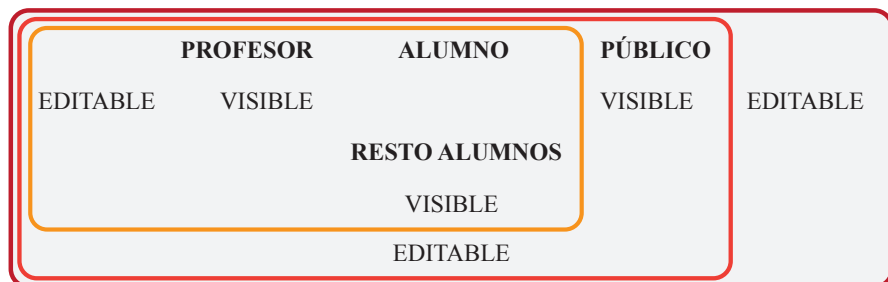 PROFESOR ALUMNO PÚBLICO
EDITABLE VISIBLE VISIBLE EDITABLE
RESTO ALUMNOS
VISIBLE
EDITABLE